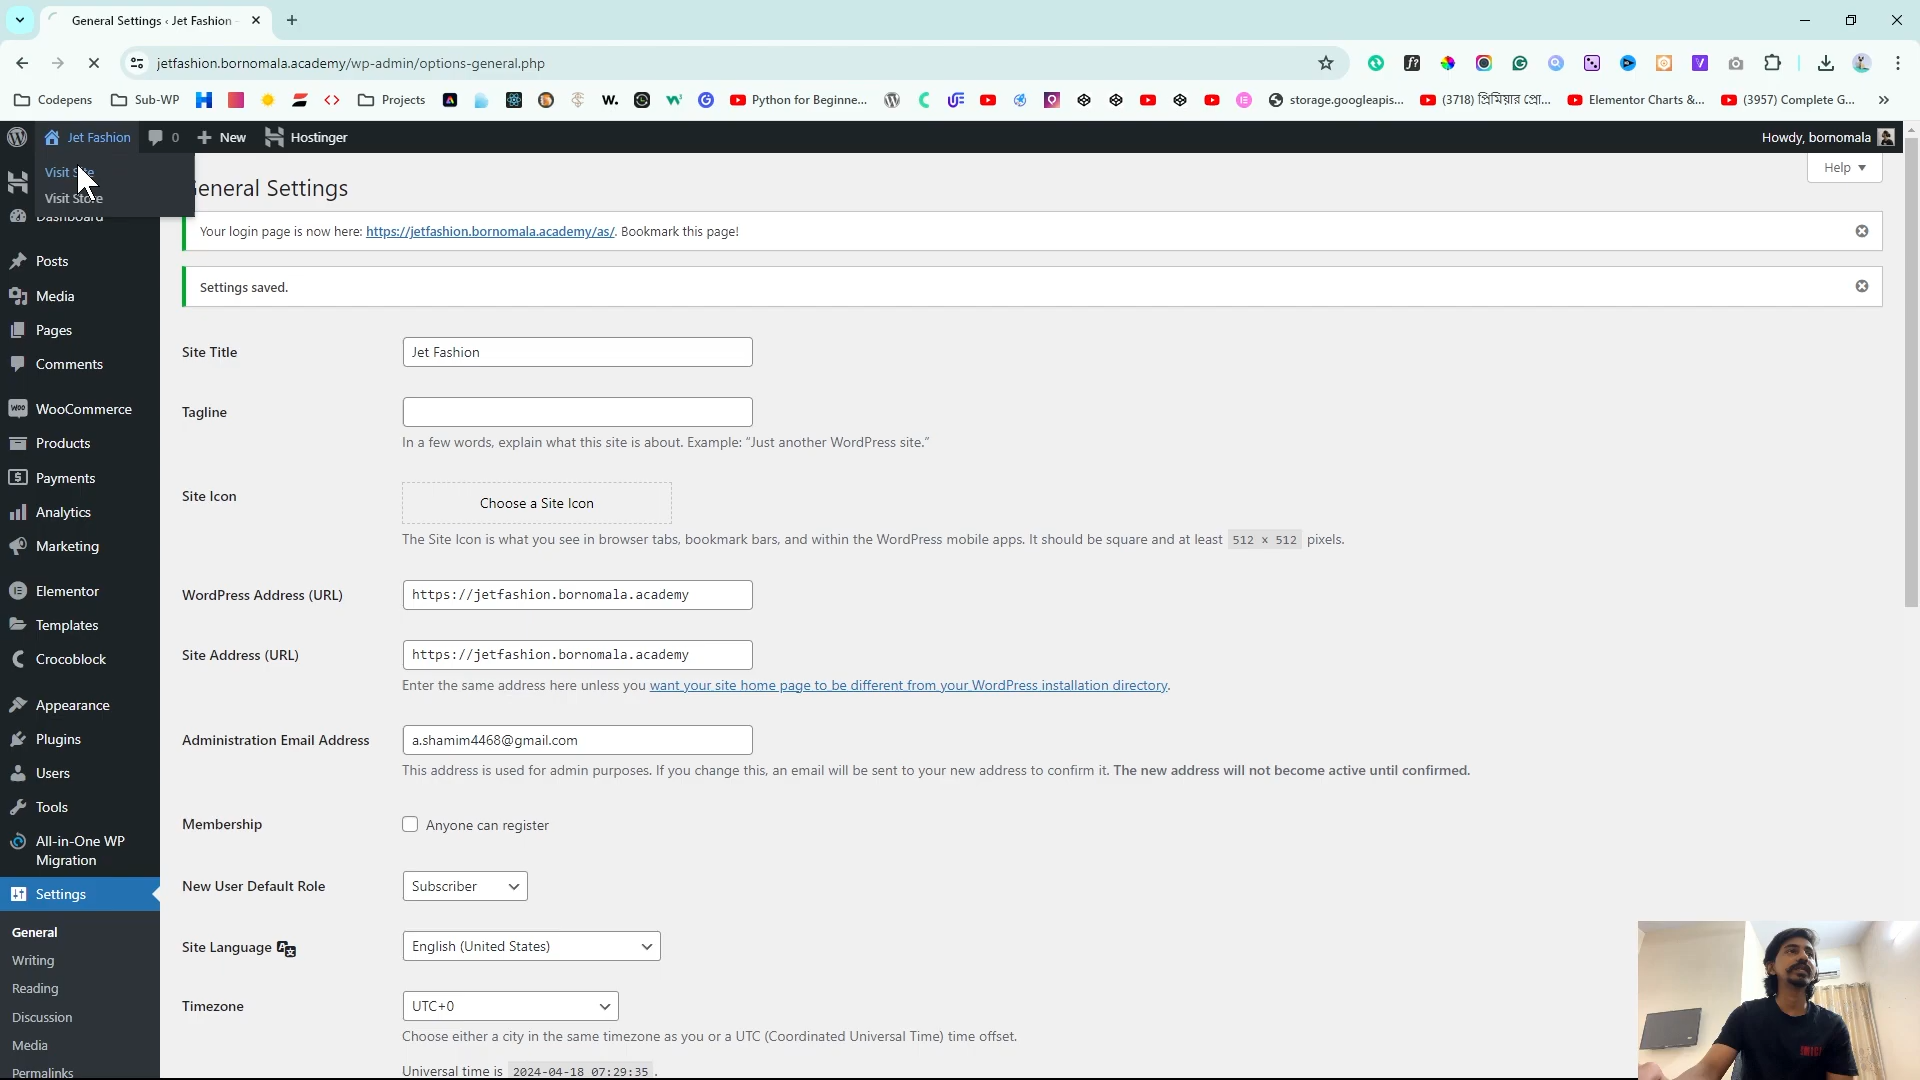 General Settings ‹ Jet Fashion
jetfashion.bornomala.academy/wp-admin/options-general.php
Codepens
Sub-WP
Projects
Python for Beginne...
storage.googleapis...
(3718) প্রিমিয়ার প্রো...
Elementor Charts &...
(3957) Complete G...
Jet Fashion
0
New
Hostinger
Howdy, bornomala
Visit Site
Visit Store
Help
General Settings
Dashboard
Your login page is now here: https://jetfashion.bornomala.academy/as/. Bookmark this page!
Posts
Settings saved.
Media
Pages
Comments
WooCommerce
Products
Payments
Analytics
Marketing
Elementor
Templates
Crocoblock
Appearance
Plugins
Users
Tools
All-in-One WP
Migration
Settings
General
Writing
Reading
Discussion
Media
Permalinks
Site Title
Jet Fashion
Tagline
In a few words, explain what this site is about. Example: “Just another WordPress site.”
Site Icon
Choose a Site Icon
The Site Icon is what you see in browser tabs, bookmark bars, and within the WordPress mobile apps. It should be square and at least 512 × 512 pixels.
WordPress Address (URL)
https://jetfashion.bornomala.academy
Site Address (URL)
https://jetfashion.bornomala.academy
Enter the same address here unless you want your site home page to be different from your WordPress installation directory.
Administration Email Address
a.shamim4468@gmail.com
This address is used for admin purposes. If you change this, an email will be sent to your new address to confirm it. The new address will not become active until confirmed.
Membership
Anyone can register
New User Default Role
Subscriber
Site Language
English (United States)
Timezone
UTC+0
Choose either a city in the same timezone as you or a UTC (Coordinated Universal Time) time offset.
Universal time is 2024-04-18 07:29:35 .